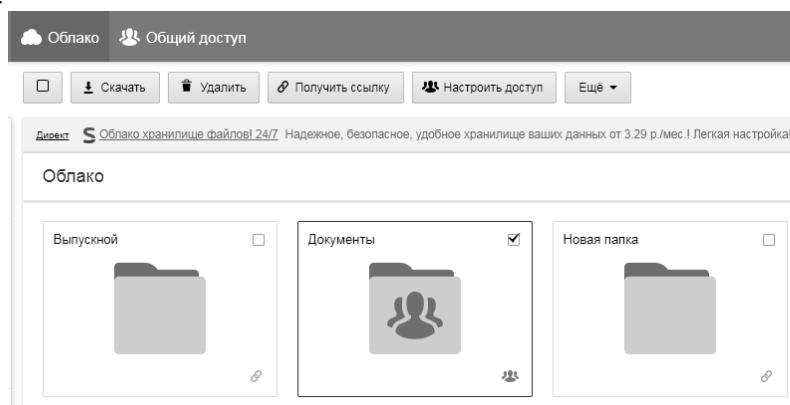 Облако Общий доступ
Скачать Удалить Получить ссылку Настроить доступ Ещё
Директ S Облако хранилище файлов! 24/7 Надежное, безопасное, удобное хранилище ваших данных от 3.29 р./мес.! Легкая настройка!
Облако
Выпускной Документы Новая папка